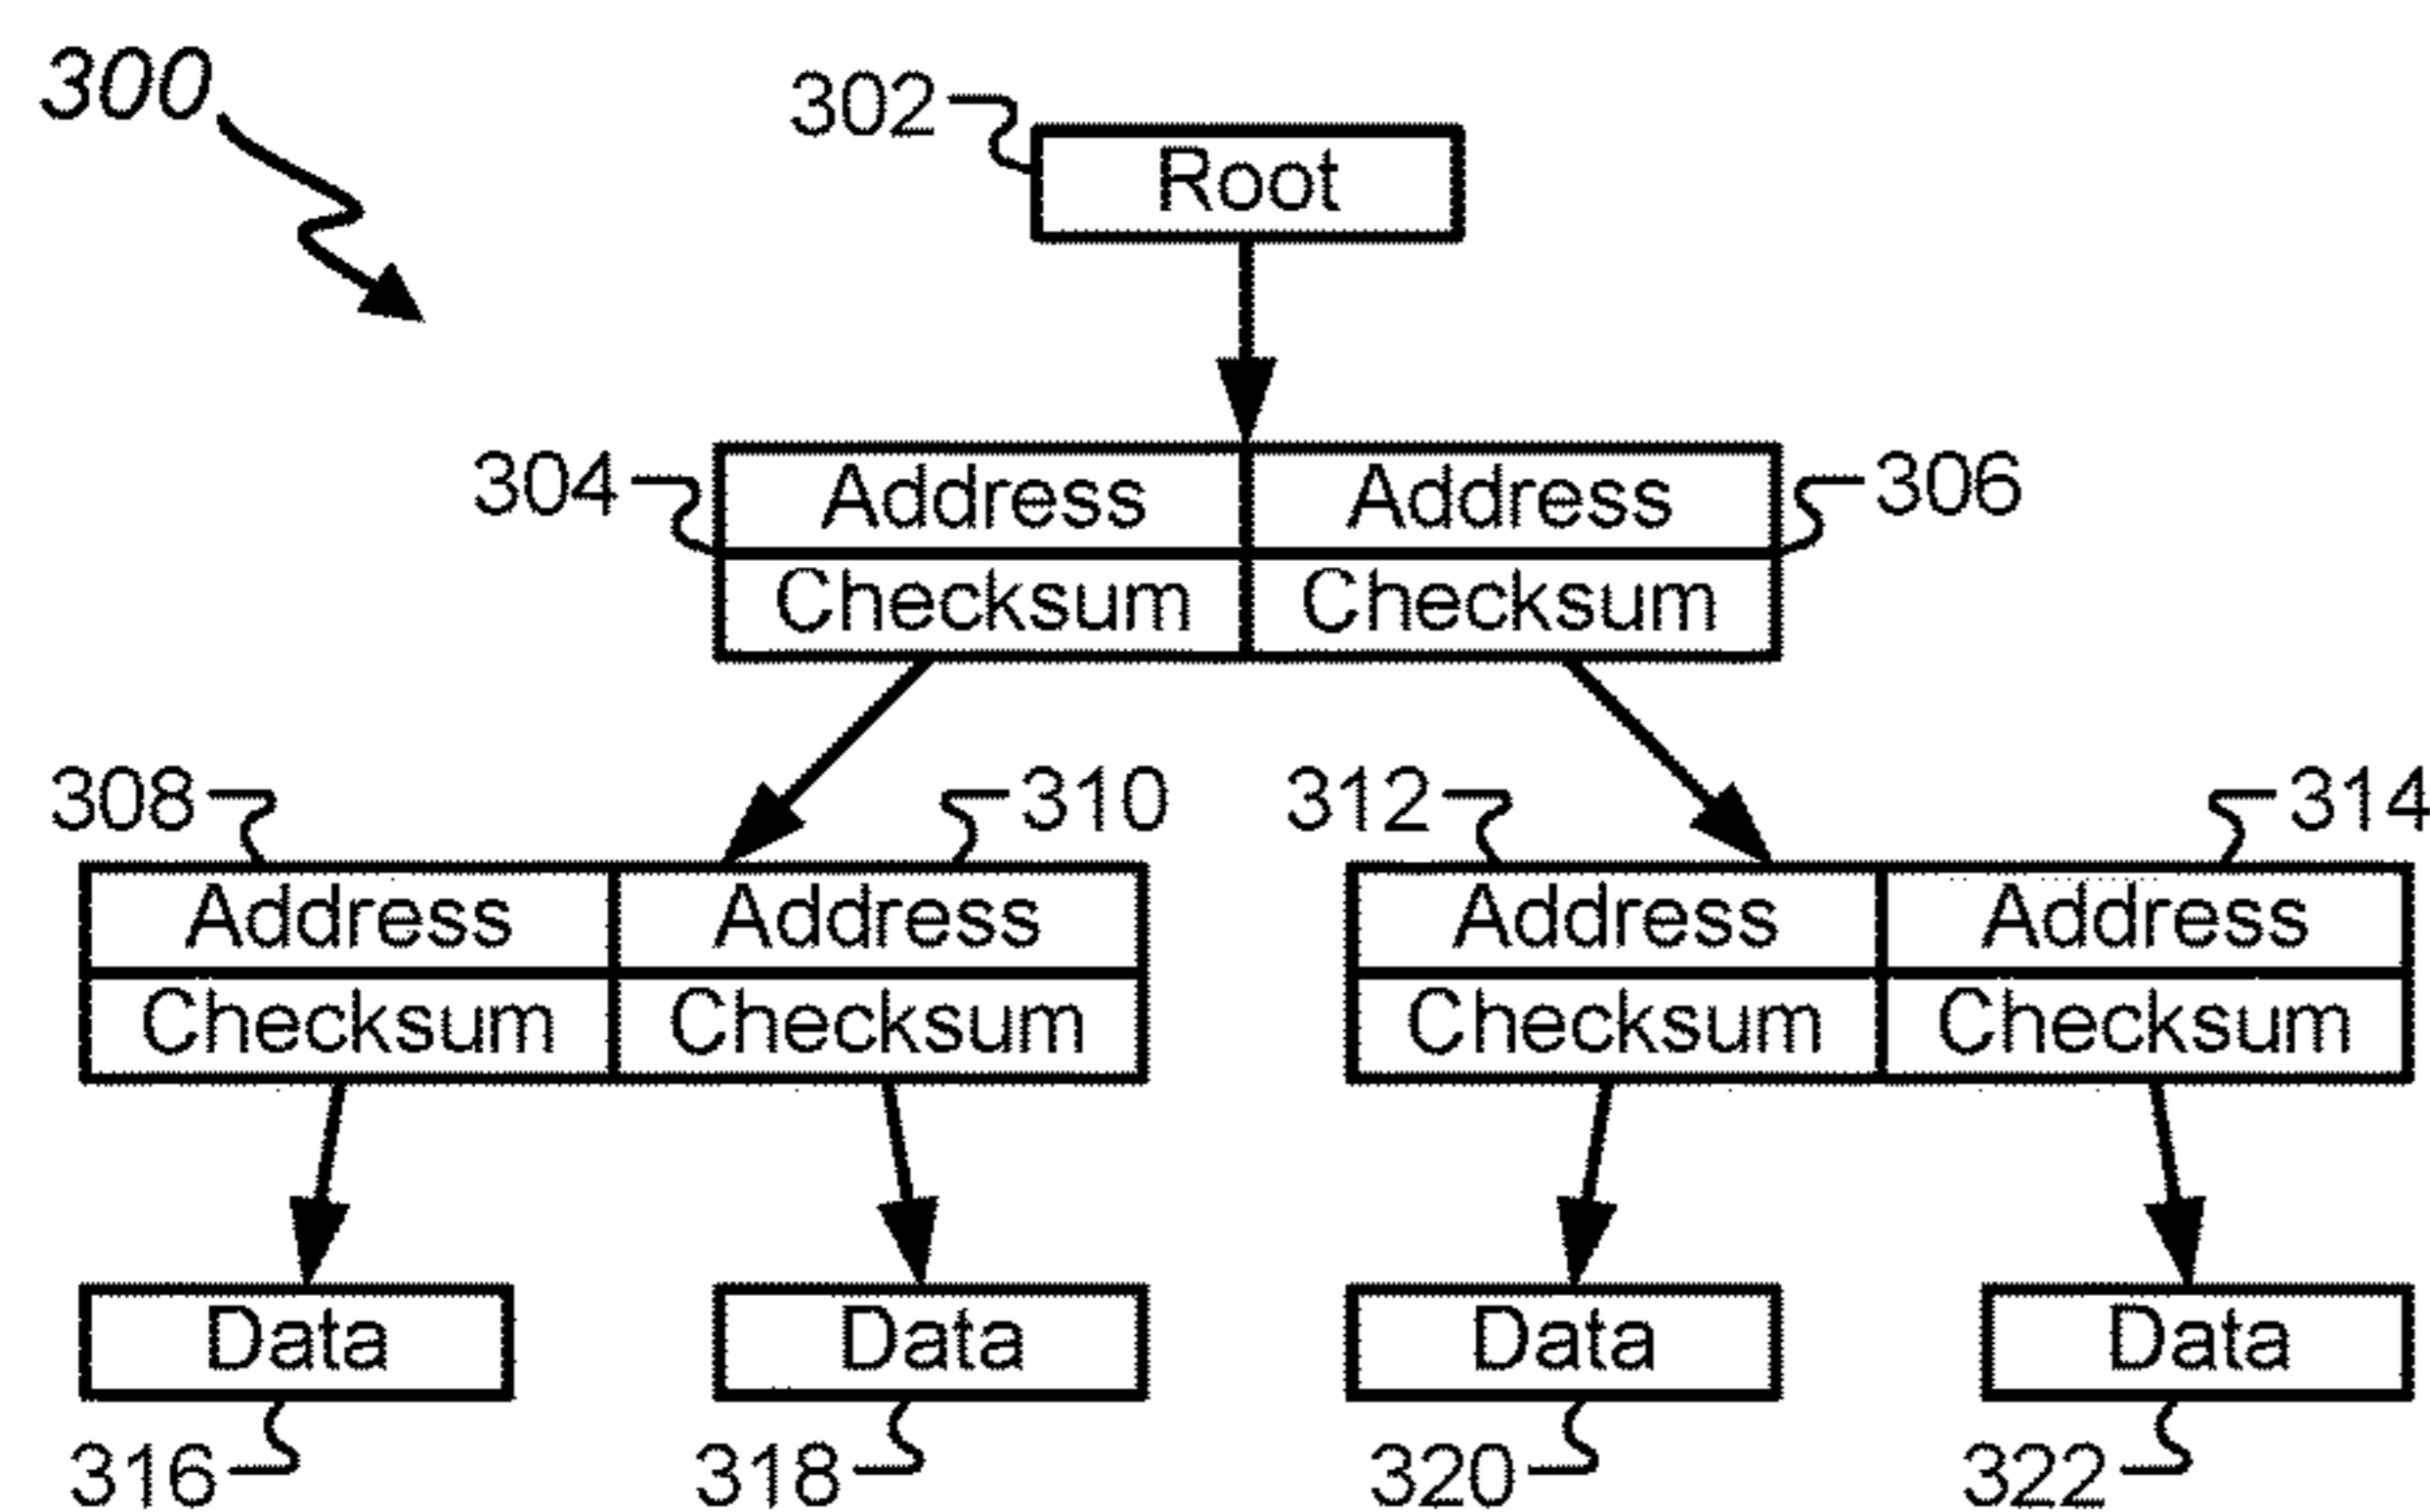 300
302
Root
304
Address Address
306
Checksum Checksum
308
310
312
314
Address Address
Address Address
Checksum Checksum
Checksum Checksum
Data
Data
Data
Data
316
318
320
322